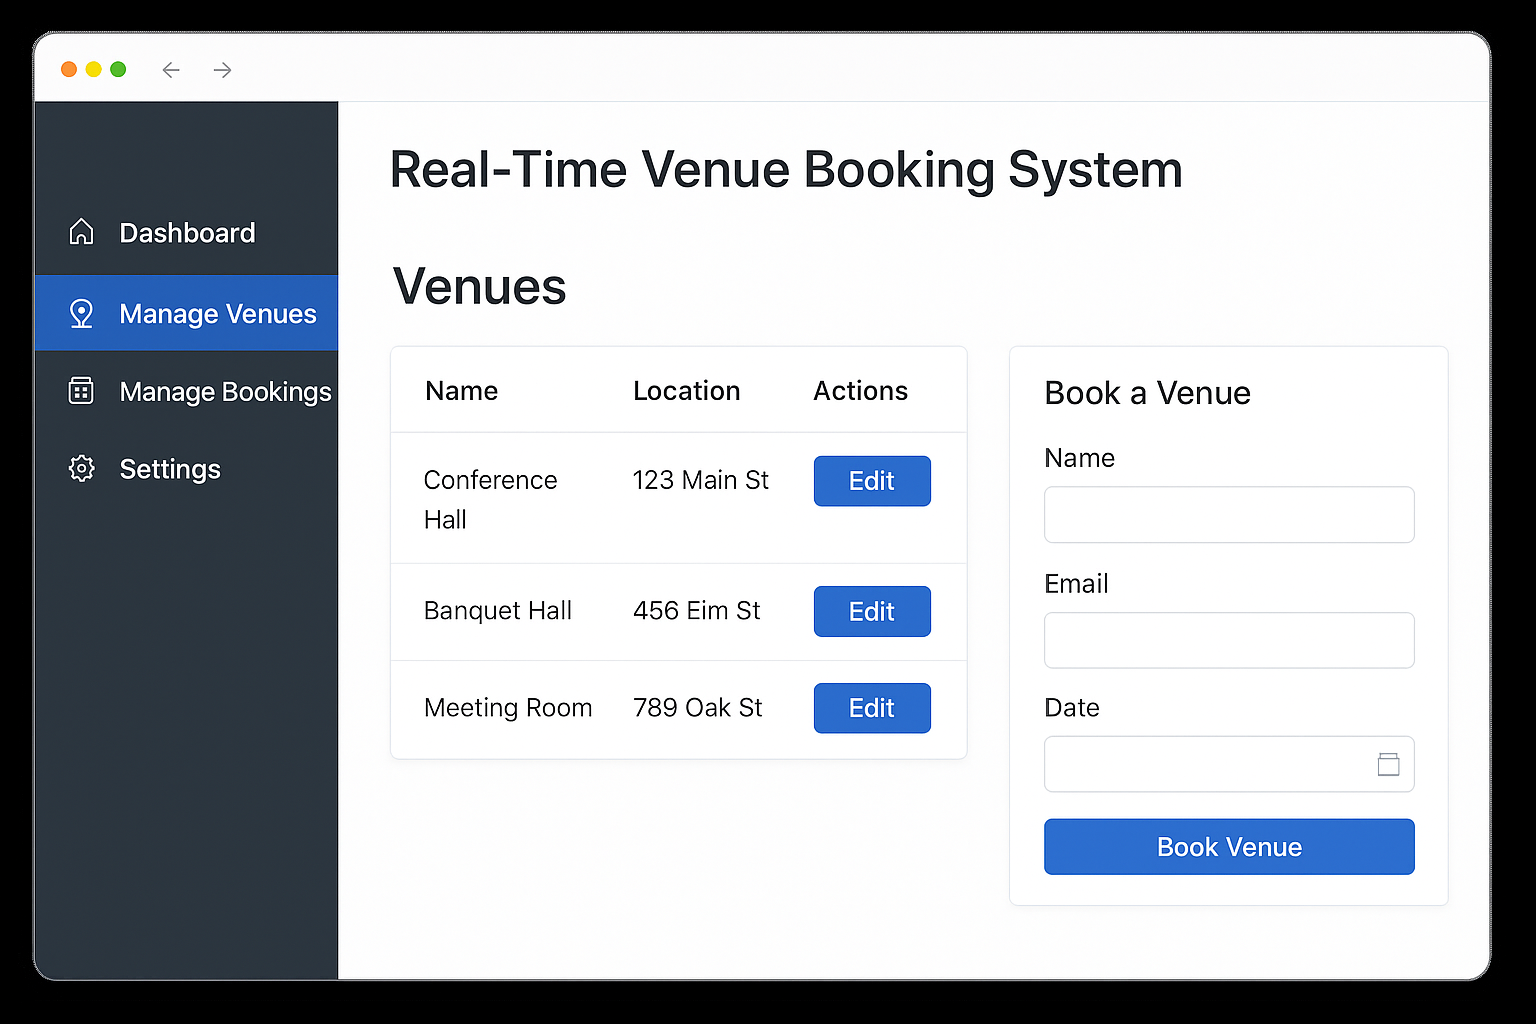 Real-Time Venue Booking System
Dashboard
Manage Venues
Manage Bookings
Settings
Venues
Name Location Actions
Conference
Hall
123 Main St
Edit
Banquet Hall 456 Eim St Edit
Meeting Room 789 Oak St Edit
Book a Venue
Name
Email
Date
Book Venue